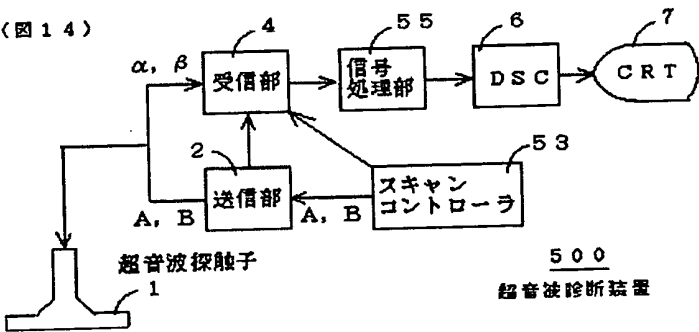 (図14)
4
55
6
7
α, β
受信部
信号
処理部
DSC
CRT
2
53
送信部
スキャン
コントローラ
A, B
A, B
超音波探触子
1
500
超音波診断装置